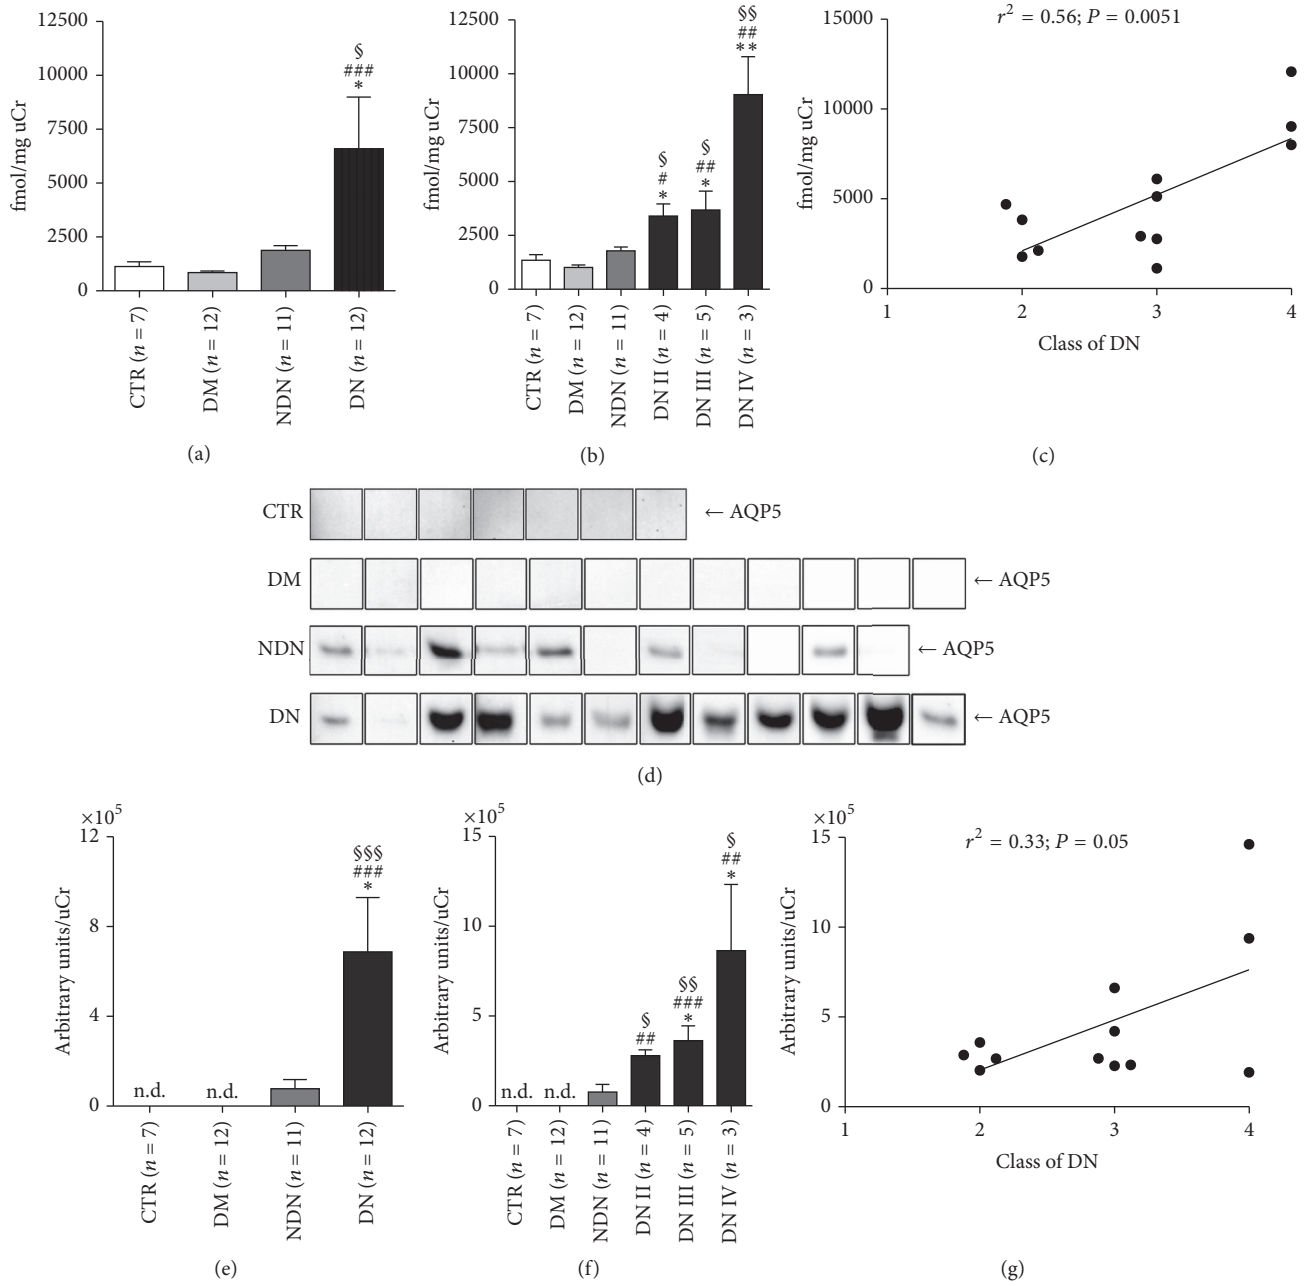 12500
10000
7500
5000
2500
0
fmol/mg uCr
§
###
*
CTR (n = 7)
DM (n = 12)
NDN (n = 11)
DN (n = 12)
(a)
12500
10000
7500
5000
2500
0
fmol/mg uCr
§
#
*
§
##
*
§§
##
**
CTR (n = 7)
DM (n = 12)
NDN (n = 11)
DN II (n = 4)
DN III (n = 5)
DN IV (n = 3)
(b)
r² = 0.56; P = 0.0051
15000
10000
5000
0
fmol/mg uCr
1 2 3 4
Class of DN
(c)
CTR ← AQP5
DM ← AQP5
NDN ← AQP5
DN ← AQP5
(d)
×10⁵
12
8
4
0
Arbitrary units/uCr
n.d. n.d.
§§§
###
*
CTR (n = 7)
DM (n = 12)
NDN (n = 11)
DN (n = 12)
(e)
×10⁵
15
10
5
0
Arbitrary units/uCr
n.d. n.d.
§
##
§§
###
*
§
##
*
CTR (n = 7)
DM (n = 12)
NDN (n = 11)
DN II (n = 4)
DN III (n = 5)
DN IV (n = 3)
(f)
×10⁵
r² = 0.33; P = 0.05
15
10
5
0
Arbitrary units/uCr
1 2 3 4
Class of DN
(g)